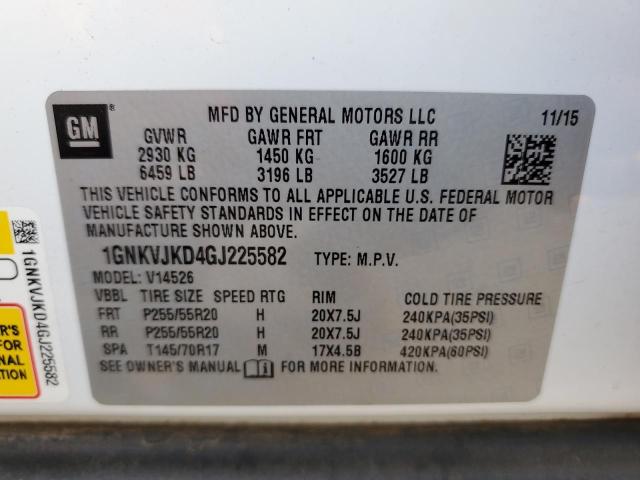 GM
MFD BY GENERAL MOTORS LLC 11/15
GVWR GAWR FRT GAWR RR
2930 KG 1450 KG 1600 KG
6459 LB 3196 LB 3527 LB
THIS VEHICLE CONFORMS TO ALL APPLICABLE U.S. FEDERAL MOTOR
VEHICLE SAFETY STANDARDS IN EFFECT ON THE DATE OF
MANUFACTURE SHOWN ABOVE.
1GNKVJKD4GJ225582 TYPE: M.P.V.
MODEL: V14526
VBBL TIRE SIZE SPEED RTG RIM COLD TIRE PRESSURE
FRT P255/55R20 H 20X7.5J 240KPA(35PSI)
RR P255/55R20 H 20X7.5J 240KPA(35PSI)
SPA T145/70R17 M 17X4.5B 420KPA(60PSI)
SEE OWNER'S MANUAL FOR MORE INFORMATION.
1GNKVJKD4GJ225582
R'S
FOR
NAL
TION